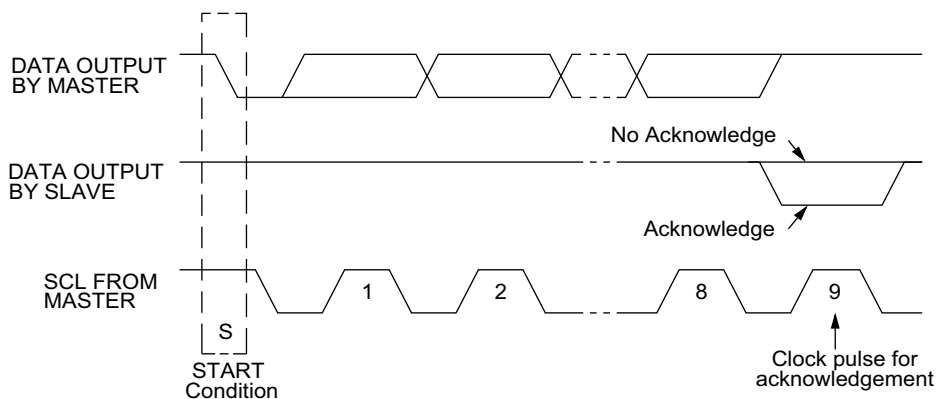 DATA OUTPUT
BY MASTER
No Acknowledge
DATA OUTPUT
BY SLAVE
Acknowledge
SCL FROM
MASTER
1
2
8
9
S
START
Condition
Clock pulse for
acknowledgement